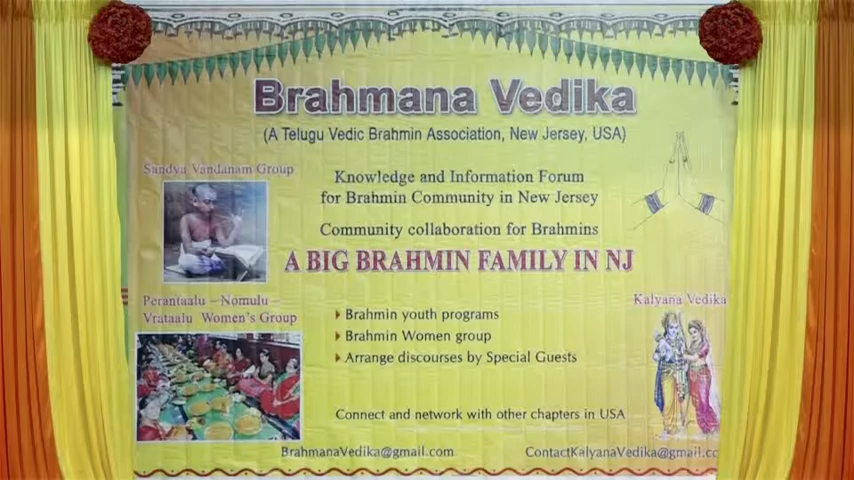 Brahmana Vedika
(A Telugu Vedic Brahmin Association, New Jersey, USA)
Sandya Vandanam Group
Knowledge and Information Forum
for Brahmin Community in New Jersey
Community collaboration for Brahmins
A BIG BRAHMIN FAMILY IN NJ
Perantaalu – Nomulu –
Vrataalu Women's Group
Kalyana Vedika
Brahmin youth programs
Brahmin Women group
Arrange discourses by Special Guests
Connect and network with other chapters in USA
BrahmanaVedika@gmail.com
ContactKalyanaVedika@gmail.cc